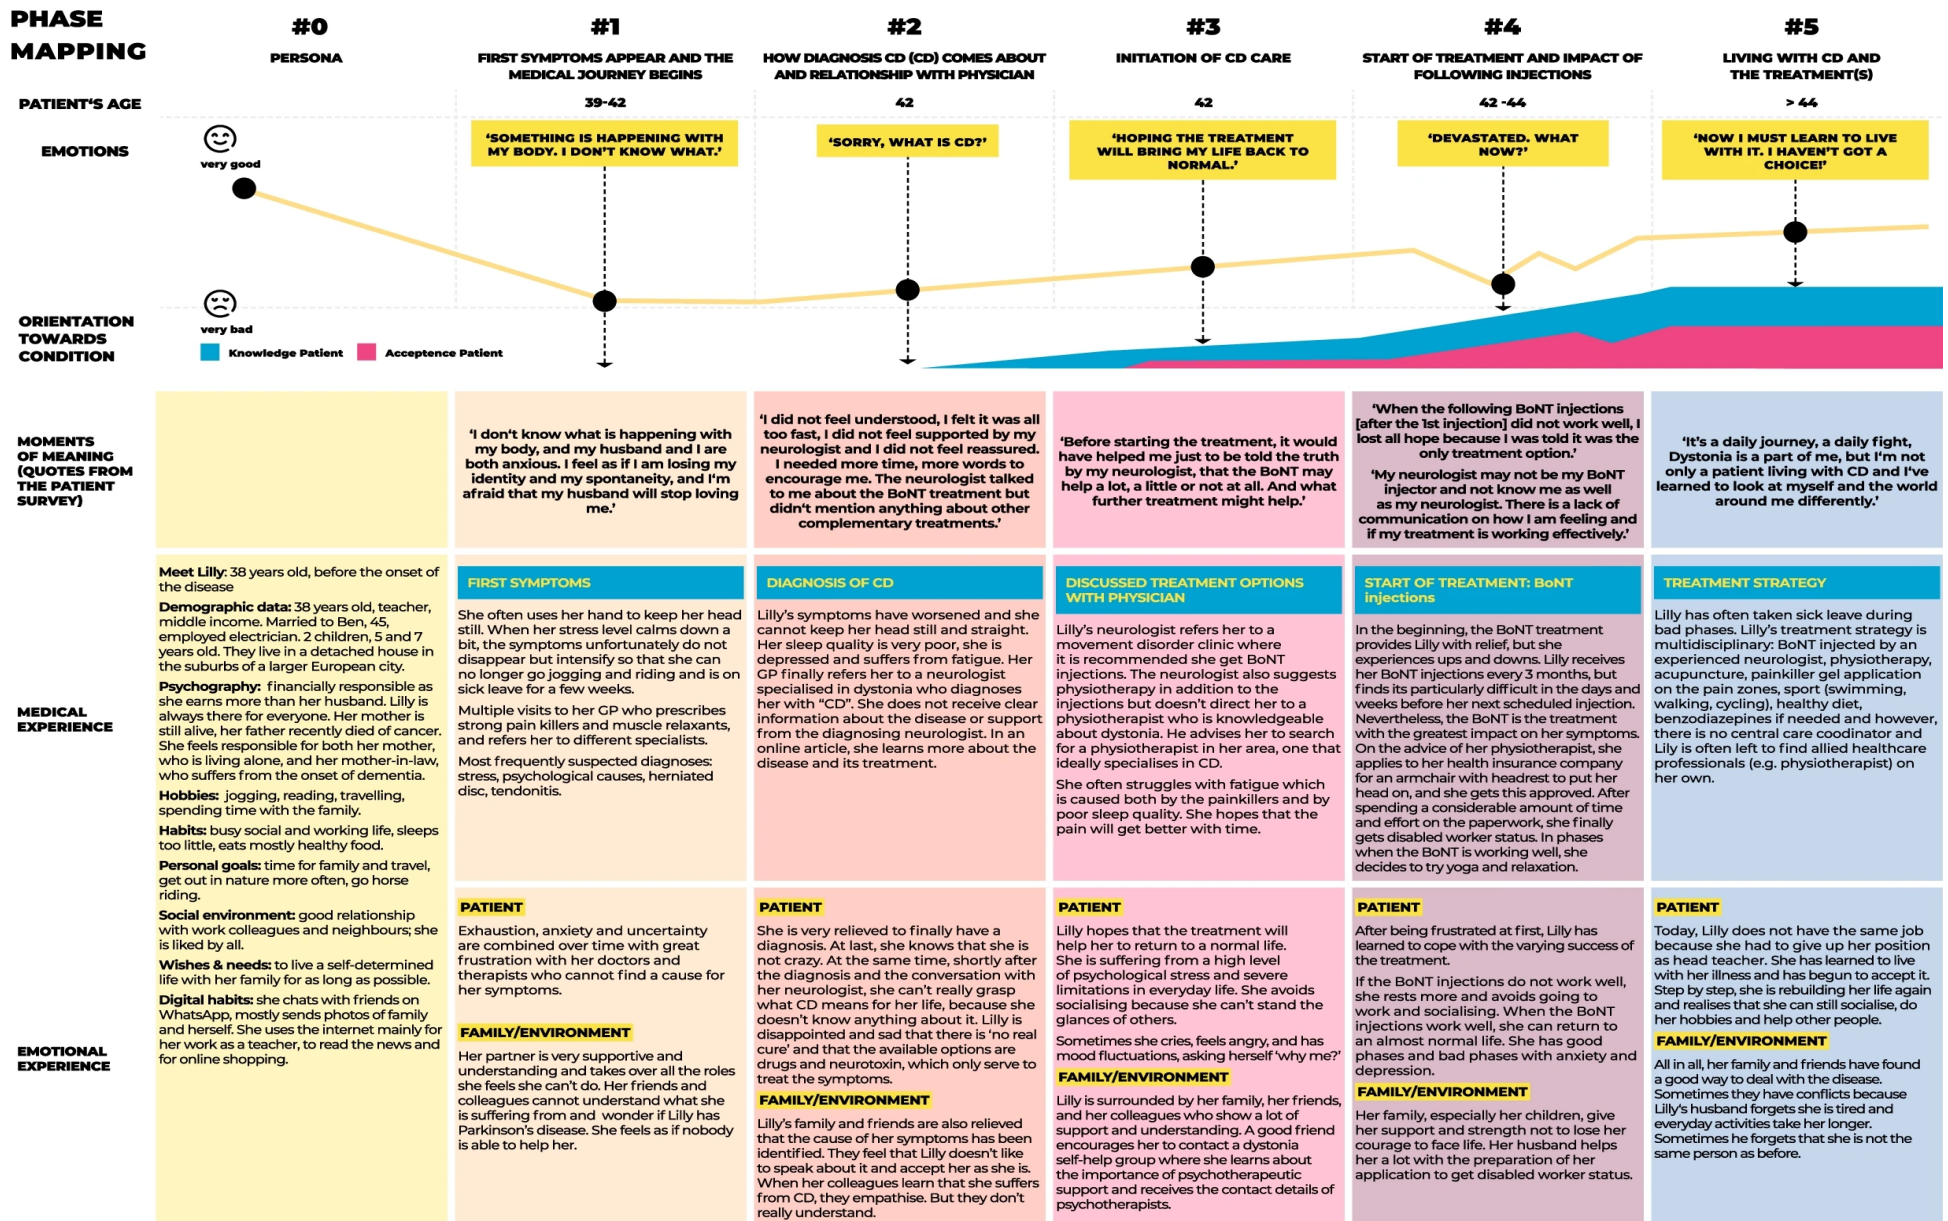 PHASE
MAPPING
#0
PERSONA
#1
FIRST SYMPTOMS APPEAR AND THE
MEDICAL JOURNEY BEGINS
#2
HOW DIAGNOSIS CD (CD) COMES ABOUT
AND RELATIONSHIP WITH PHYSICIAN
#3
INITIATION OF CD CARE
#4
START OF TREATMENT AND IMPACT OF
FOLLOWING INJECTIONS
#5
LIVING WITH CD AND
THE TREATMENT(S)
PATIENT‘S AGE
39-42
42
42
42 -44
> 44
EMOTIONS
very good
‘SOMETHING IS HAPPENING WITH
MY BODY. I DON’T KNOW WHAT.’
‘SORRY, WHAT IS CD?’
‘HOPING THE TREATMENT
WILL BRING MY LIFE BACK TO
NORMAL.’
‘DEVASTATED. WHAT
NOW?’
‘NOW I MUST LEARN TO LIVE
WITH IT. I HAVEN’T GOT A
CHOICE!’
very bad
ORIENTATION
TOWARDS
CONDITION
Knowledge Patient
Acceptence Patient
MOMENTS
OF MEANING
(QUOTES FROM
THE PATIENT
SURVEY)
‘I don‘t know what is happening with
my body, and my husband and I are
both anxious. I feel as if I am losing my
identity and my spontaneity, and I‘m
afraid that my husband will stop loving
me.’
‘I did not feel understood, I felt it was all
too fast, I did not feel supported by my
neurologist and I did not feel reassured.
I needed more time, more words to
encourage me. The neurologist talked
to me about the BoNT treatment but
didn‘t mention anything about other
complementary treatments.’
‘Before starting the treatment, it would
have helped me just to be told the truth
by my neurologist, that the BoNT may
help a lot, a little or not at all. And what
further treatment might help.’
‘When the following BoNT injections
[after the 1st injection] did not work well, I
lost all hope because I was told it was the
only treatment option.’
‘My neurologist may not be my BoNT
injector and not know me as well
as my neurologist. There is a lack of
communication on how I am feeling and
if my treatment is working effectively.’
‘It’s a daily journey, a daily fight,
Dystonia is a part of me, but I‘m not
only a patient living with CD and I‘ve
learned to look at myself and the world
around me differently.’
MEDICAL
EXPERIENCE
EMOTIONAL
EXPERIENCE
Meet Lilly: 38 years old, before the onset of
the disease
Demographic data: 38 years old, teacher,
middle income. Married to Ben, 45,
employed electrician. 2 children, 5 and 7
years old. They live in a detached house in
the suburbs of a larger European city.
Psychography: financially responsible as
she earns more than her husband. Lilly is
always there for everyone. Her mother is
still alive, her father recently died of cancer.
She feels responsible for both her mother,
who is living alone, and her mother-in-law,
who suffers from the onset of dementia.
Hobbies: jogging, reading, travelling,
spending time with the family.
Habits: busy social and working life, sleeps
too little, eats mostly healthy food.
Personal goals: time for family and travel,
get out in nature more often, go horse
riding.
Social environment: good relationship
with work colleagues and neighbours; she
is liked by all.
Wishes & needs: to live a self-determined
life with her family for as long as possible.
Digital habits: she chats with friends on
WhatsApp, mostly sends photos of family
and herself. She uses the internet mainly for
her work as a teacher, to read the news and
for online shopping.
FIRST SYMPTOMS
She often uses her hand to keep her head
still. When her stress level calms down a
bit, the symptoms unfortunately do not
disappear but intensify so that she can
no longer go jogging and riding and is on
sick leave for a few weeks.
Multiple visits to her GP who prescribes
strong pain killers and muscle relaxants,
and refers her to different specialists.
Most frequently suspected diagnoses:
stress, psychological causes, herniated
disc, tendonitis.
PATIENT
Exhaustion, anxiety and uncertainty
are combined over time with great
frustration with her doctors and
therapists who cannot find a cause for
her symptoms.
FAMILY/ENVIRONMENT
Her partner is very supportive and
understanding and takes over all the roles
she feels she can’t do. Her friends and
colleagues cannot understand what she
is suffering from and wonder if Lilly has
Parkinson’s disease. She feels as if nobody
is able to help her.
DIAGNOSIS OF CD
Lilly’s symptoms have worsened and she
cannot keep her head still and straight.
Her sleep quality is very poor, she is
depressed and suffers from fatigue. Her
GP finally refers her to a neurologist
specialised in dystonia who diagnoses
her with “CD”. She does not receive clear
information about the disease or support
from the diagnosing neurologist. In an
online article, she learns more about the
disease and its treatment.
PATIENT
She is very relieved to finally have a
diagnosis. At last, she knows that she is
not crazy. At the same time, shortly after
the diagnosis and the conversation with
her neurologist, she can’t really grasp
what CD means for her life, because she
doesn’t know anything about it. Lilly is
disappointed and sad that there is ‘no real
cure’ and that the available options are
drugs and neurotoxin, which only serve to
treat the symptoms.
FAMILY/ENVIRONMENT
Lilly’s family and friends are also relieved
that the cause of her symptoms has been
identified. They feel that Lilly doesn’t like
to speak about it and accept her as she is.
When her colleagues learn that she suffers
from CD, they empathise. But they don’t
really understand.
DISCUSSED TREATMENT OPTIONS
WITH PHYSICIAN
Lilly’s neurologist refers her to a
movement disorder clinic where
it is recommended she get BoNT
injections. The neurologist also suggests
physiotherapy in addition to the
injections but doesn’t direct her to a
physiotherapist who is knowledgeable
about dystonia. He advises her to search
for a physiotherapist in her area, one that
ideally specialises in CD.
She often struggles with fatigue which
is caused both by the painkillers and by
poor sleep quality. She hopes that the
pain will get better with time.
PATIENT
Lilly hopes that the treatment will
help her to return to a normal life.
She is suffering from a high level
of psychological stress and severe
limitations in everyday life. She avoids
socialising because she can’t stand the
glances of others.
Sometimes she cries, feels angry, and has
mood fluctuations, asking herself ‘why me?’
FAMILY/ENVIRONMENT
Lilly is surrounded by her family, her friends,
and her colleagues who show a lot of
support and understanding. A good friend
encourages her to contact a dystonia
self-help group where she learns about
the importance of psychotherapeutic
support and receives the contact details of
psychotherapists.
START OF TREATMENT: BoNT
injections
In the beginning, the BoNT treatment
provides Lilly with relief, but she
experiences ups and downs. Lilly receives
her BoNT injections every 3 months, but
finds its particularly difficult in the days and
weeks before her next scheduled injection.
Nevertheless, the BoNT is the treatment
with the greatest impact on her symptoms.
On the advice of her physiotherapist, she
applies to her health insurance company
for an armchair with headrest to put her
head on, and she gets this approved. After
spending a considerable amount of time
and effort on the paperwork, she finally
gets disabled worker status. In phases
when the BoNT is working well, she
decides to try yoga and relaxation.
PATIENT
After being frustrated at first, Lilly has
learned to cope with the varying success of
the treatment.
If the BoNT injections do not work well,
she rests more and avoids going to
work and socialising. When the BoNT
injections work well, she can return to
an almost normal life. She has good
phases and bad phases with anxiety and
depression.
FAMILY/ENVIRONMENT
Her family, especially her children, give
her support and strength not to lose her
courage to face life. Her husband helps
her a lot with the preparation of her
application to get disabled worker status.
TREATMENT STRATEGY
Lilly has often taken sick leave during
bad phases. Lilly’s treatment strategy is
multidisciplinary: BoNT injected by an
experienced neurologist, physiotherapy,
acupuncture, painkiller gel application
on the pain zones, sport (swimming,
walking, cycling), healthy diet,
benzodiazepines if needed and however,
there is no central care coodinator and
Lilly is often left to find allied healthcare
professionals (e.g. physiotherapist) on
her own.
PATIENT
Today, Lilly does not have the same job
because she had to give up her position
as head teacher. She has learned to live
with her illness and has begun to accept it.
Step by step, she is rebuilding her life again
and realises that she can still socialise, do
her hobbies and help other people.
FAMILY/ENVIRONMENT
All in all, her family and friends have found
a good way to deal with the disease.
Sometimes they have conflicts because
Lilly's husband forgets she is tired and
everyday activities take her longer.
Sometimes he forgets that she is not the
same person as before.